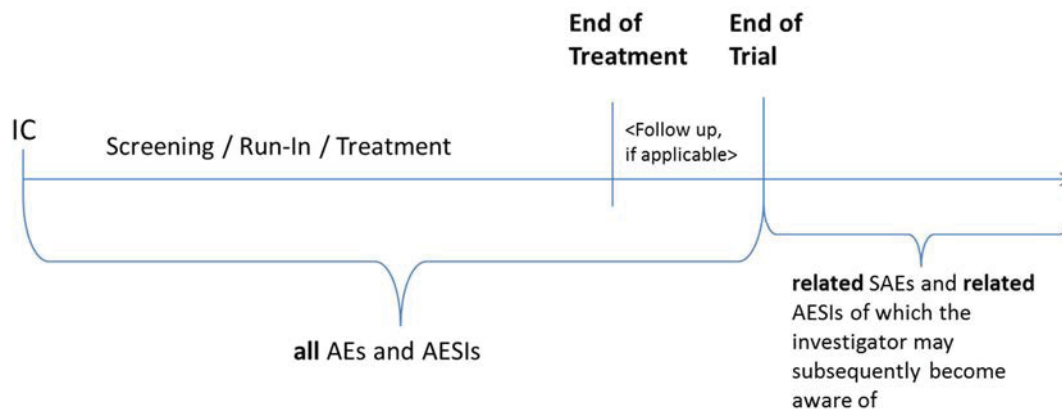 End of
Treatment
End of
Trial
IC
Screening / Run-In / Treatment
<Follow up,
if applicable>
all AEs and AESIs
related SAEs and related
AESIs of which the
investigator may
subsequently become
aware of